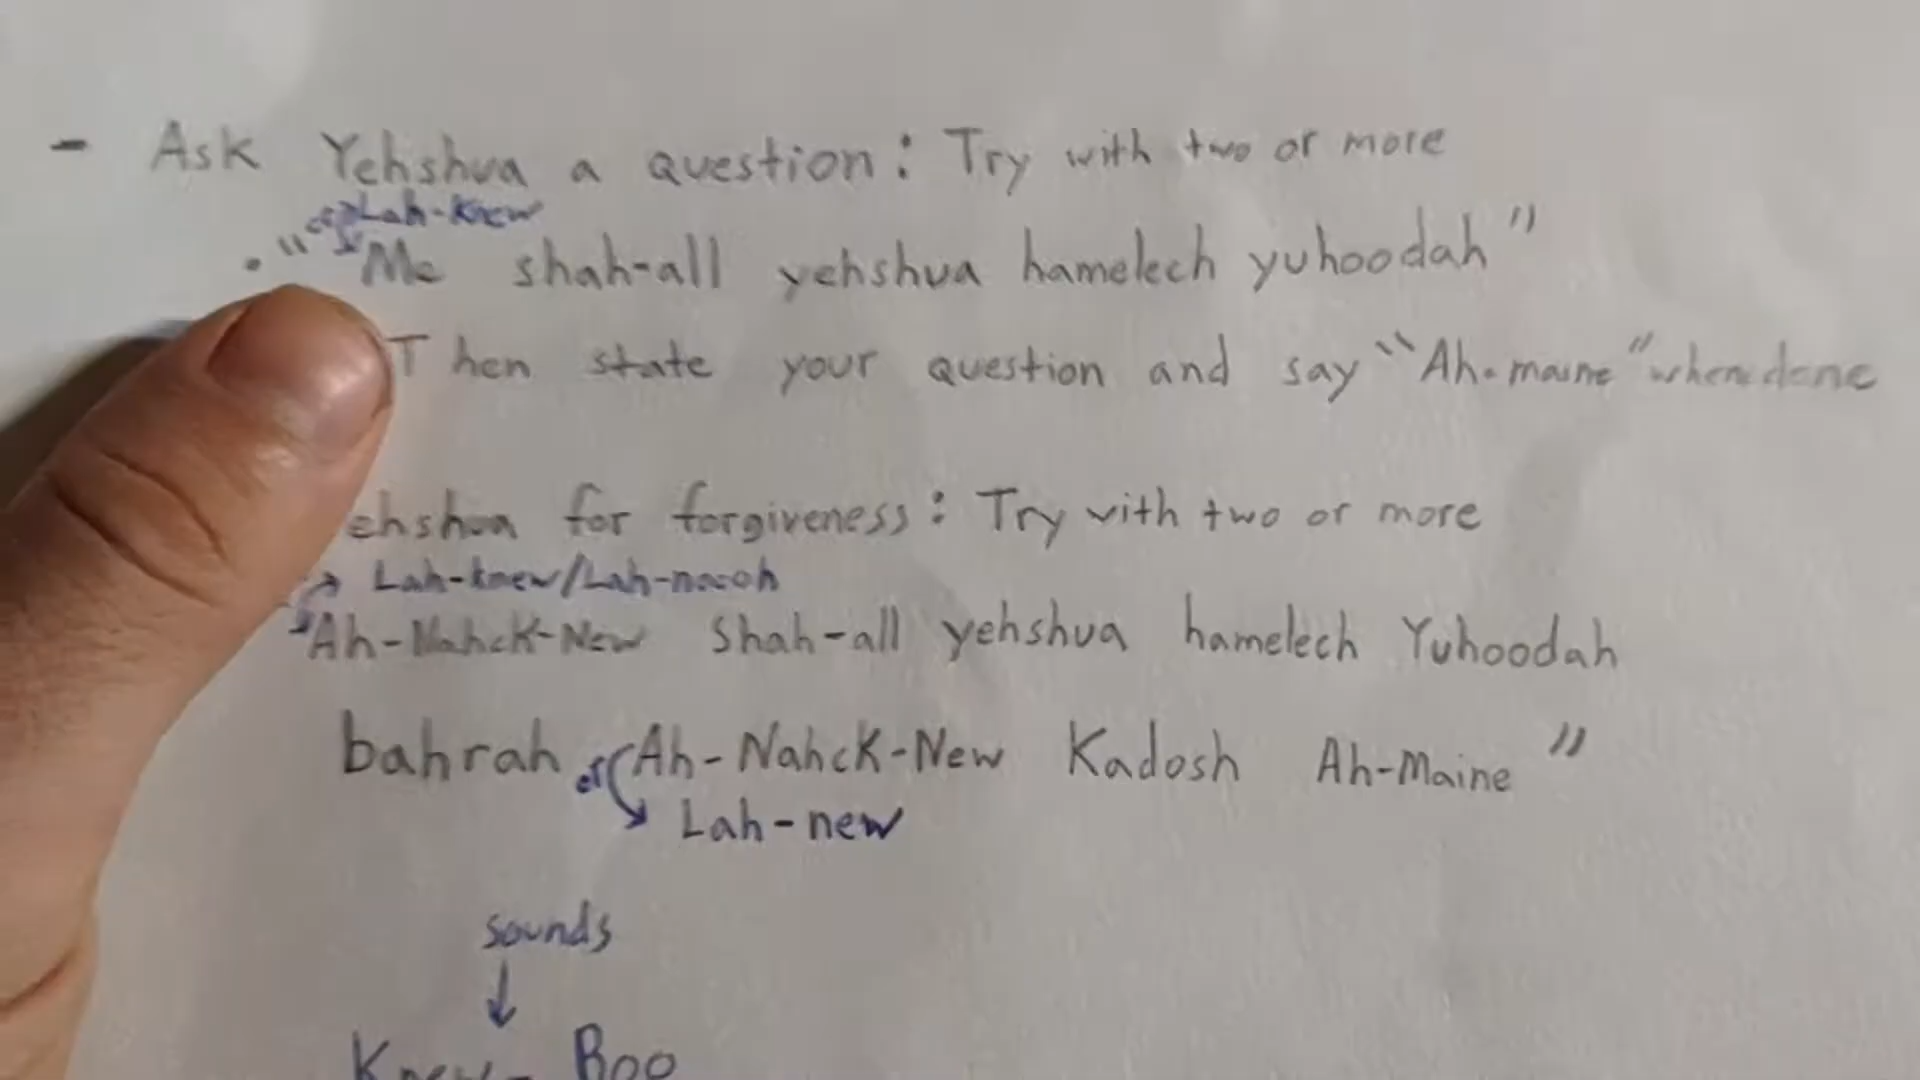 - Ask Yehshua a question: Try with two or more
or Lah-Knew
• "Me shah-all yehshua hamelech yuhoodah"
Then state your question and say "Ah-maine" when done
ehshua for forgiveness: Try with two or more
Lah-knew/Lah-nacoh
Ah-Nahck-New Shah-all yehshua hamelech Yuhoodah
bahrah or Ah-Nahck-New Kadosh Ah-Maine"
Lah-new
sounds
Knew- Boo